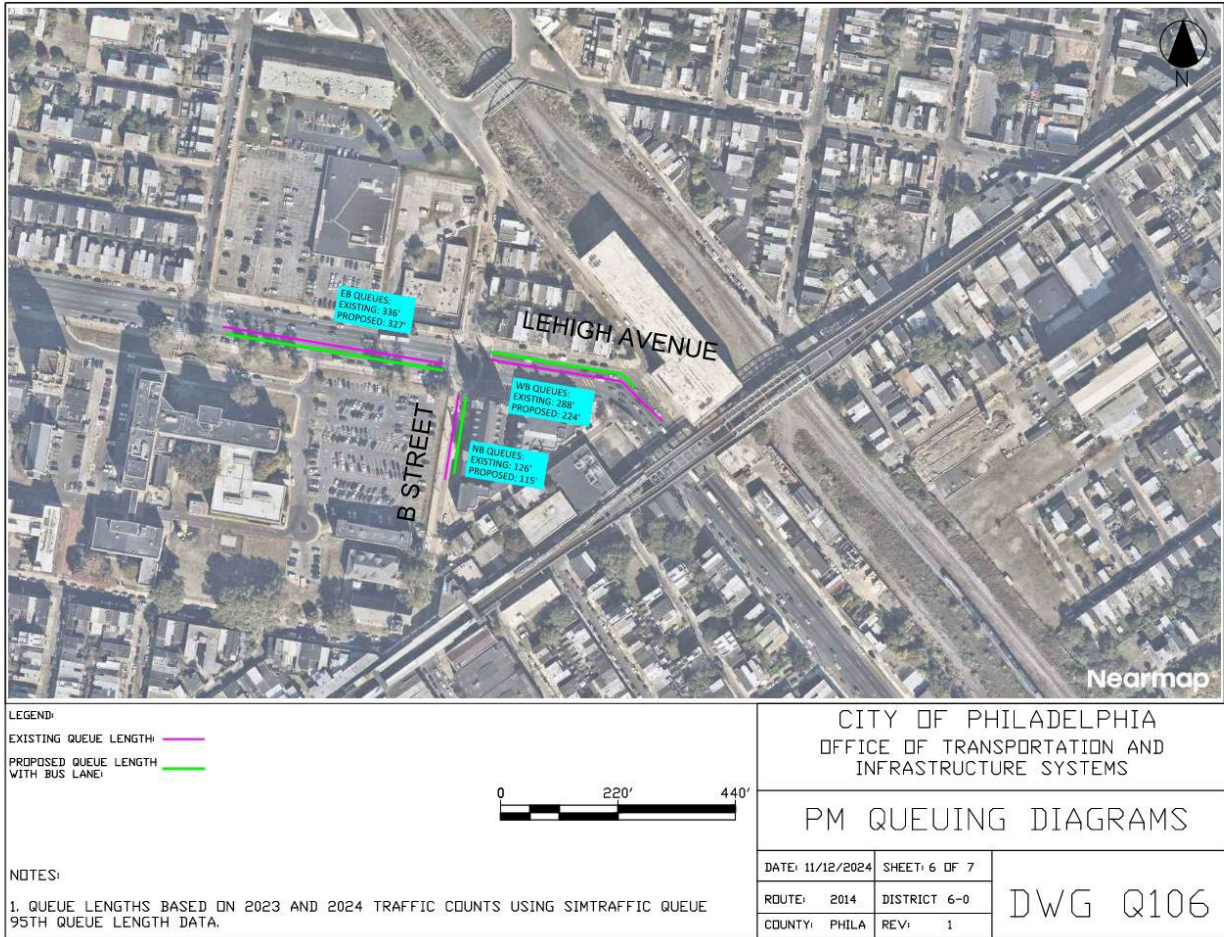 N
EB QUEUES:
EXISTING: 336'
PROPOSED: 327'
LEHIGH AVENUE
WB QUEUES:
EXISTING: 288'
PROPOSED: 224'
B STREET
NB QUEUES:
EXISTING: 126'
PROPOSED: 115'
Nearmap
LEGEND:
EXISTING QUEUE LENGTH:
PROPOSED QUEUE LENGTH
WITH BUS LANE:
0 220' 440'
NOTES:
1. QUEUE LENGTHS BASED ON 2023 AND 2024 TRAFFIC COUNTS USING SIMTRAFFIC QUEUE
95TH QUEUE LENGTH DATA.
CITY OF PHILADELPHIA
OFFICE OF TRANSPORTATION AND
INFRASTRUCTURE SYSTEMS
PM QUEUING DIAGRAMS
DATE: 11/12/2024 SHEET: 6 OF 7
ROUTE: 2014 DISTRICT 6-0
COUNTY: PHILA REV: 1
DWG Q106